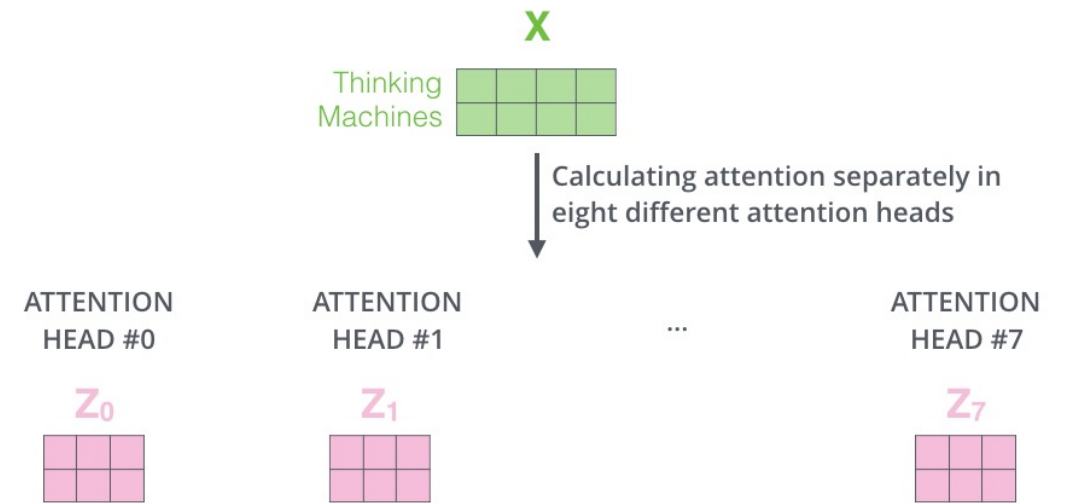 X
Thinking
Machines
Calculating attention separately in
eight different attention heads
ATTENTION
HEAD #0
ATTENTION
HEAD #1
...
ATTENTION
HEAD #7
Z0
Z1
Z7